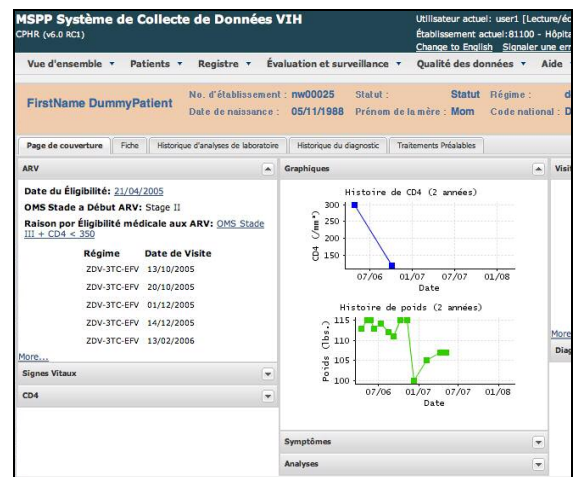 MSPP Système de Collecte de Données VIH
CPHR (v6.0 RC1)
Utilisateur actuel: user1 [Lecture/éc
Établissement actuel:81100 - Hôpita
Change to English Signaler une err
Vue d'ensemble Patients Registre Évaluation et surveillance Qualité des données Aide
FirstName DummyPatient
No. d'établissement : nw00025 Statut : Statut Régime : d
Date de naissance : 05/11/1988 Prénom de la mère : Mom Code national : D
Page de couverture Fiche Historique d'analyses de laboratoire Historique du diagnostic Traitements Préalables
ARV
Date du Éligibilité: 21/04/2005
OMS Stade a Début ARV: Stage II
Raison por Éligibilité médicale aux ARV: OMS Stade
III + CD4 < 350
Régime Date de Visite
ZDV-3TC-EFV 13/10/2005
ZDV-3TC-EFV 20/10/2005
ZDV-3TC-EFV 01/12/2005
ZDV-3TC-EFV 14/12/2005
ZDV-3TC-EFV 13/02/2006
More...
Signes Vitaux
CD4
Graphiques
Histoire de CD4 (2 années)
CD4 (/mm³)
300
250
200
150
07/06 01/07 07/07 01/08
Date
Histoire de poids (2 années)
Poids (lbs.)
115
110
105
100
07/06 01/07 07/07 01/08
Date
Symptômes
Analyses
Visit
More
Diag